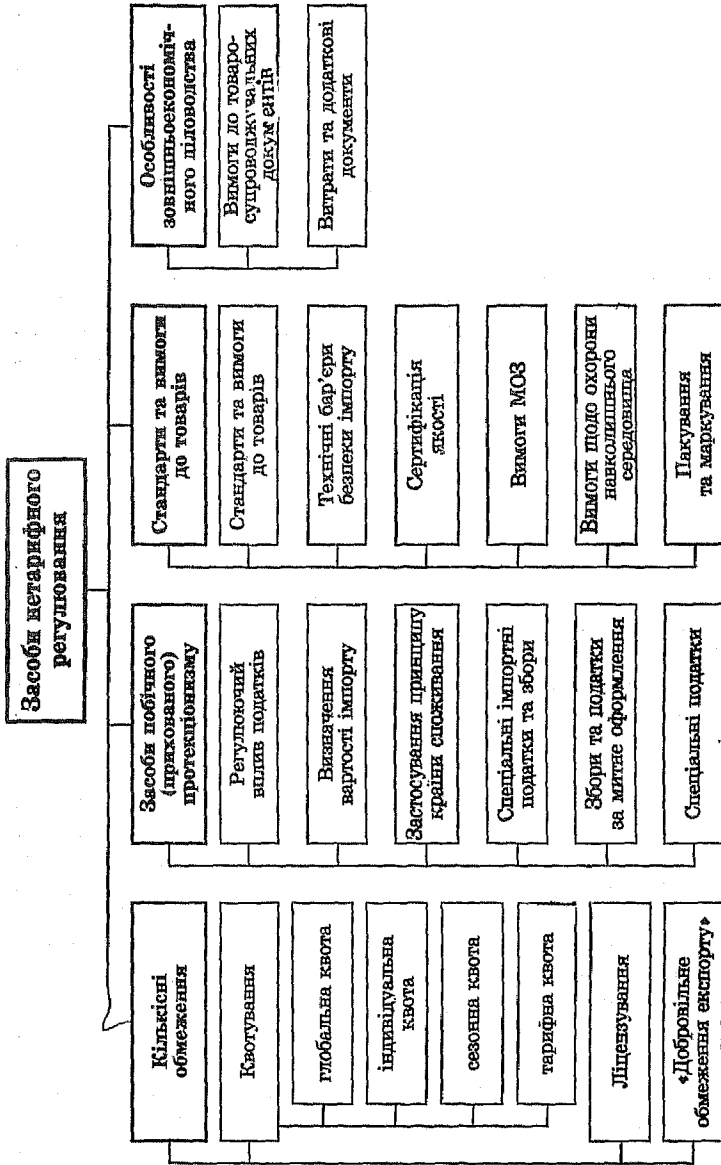 Засоби нетарифного
регулювання
Кількісні
обмеження
Квотування
глобальна квота
індивідуальна
квота
сезонна квота
тарифна квота
Ліцензування
«Добровільне
обмеження експорту»
Засоби побічного
(прихованого)
протекціонизму
Регулюючий
вплив податків
Визначення
вартості імпорту
Застосування принципу
країни споживання
Спеціальні імпортні
податки та збори
Збори та податки
за митне оформлення
Спеціальні податки
Стандарти та вимоги
до товарів
Стандарти та вимоги
до товарів
Технічні бар'єри
безпеки імпорту
Сертифікація
якості
Вимоги МОЗ
Вимоги щодо охорони
навколишнього
середовища
Пакування
та маркування
Особливості
зовнішньоекономіч-
ного діловодства
Вимоги до товаро-
супроводжувальних
документів
Витрати та додаткові
документи